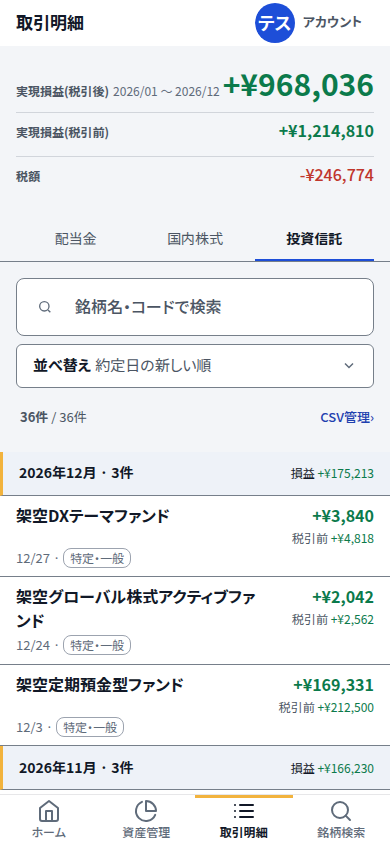 取引明細
テス アカウント
実現損益(税引後) 2026/01 〜 2026/12 +¥968,036
実現損益(税引前) +¥1,214,810
税額 -¥246,774
配当金 国内株式 投資信託
銘柄名・コードで検索
並べ替え 約定日の新しい順
36件 / 36件 CSV管理›
2026年12月・3件 損益 +¥175,213
架空DXテーマファンド +¥3,840
税引前 +¥4,818
12/27・特定・一般
架空グローバル株式アクティブファ +¥2,042
ンド 税引前 +¥2,562
12/24・特定・一般
架空定期預金型ファンド +¥169,331
税引前 +¥212,500
12/3・特定・一般
2026年11月・3件 損益 +¥166,230
ホーム 資産管理 取引明細 銘柄検索